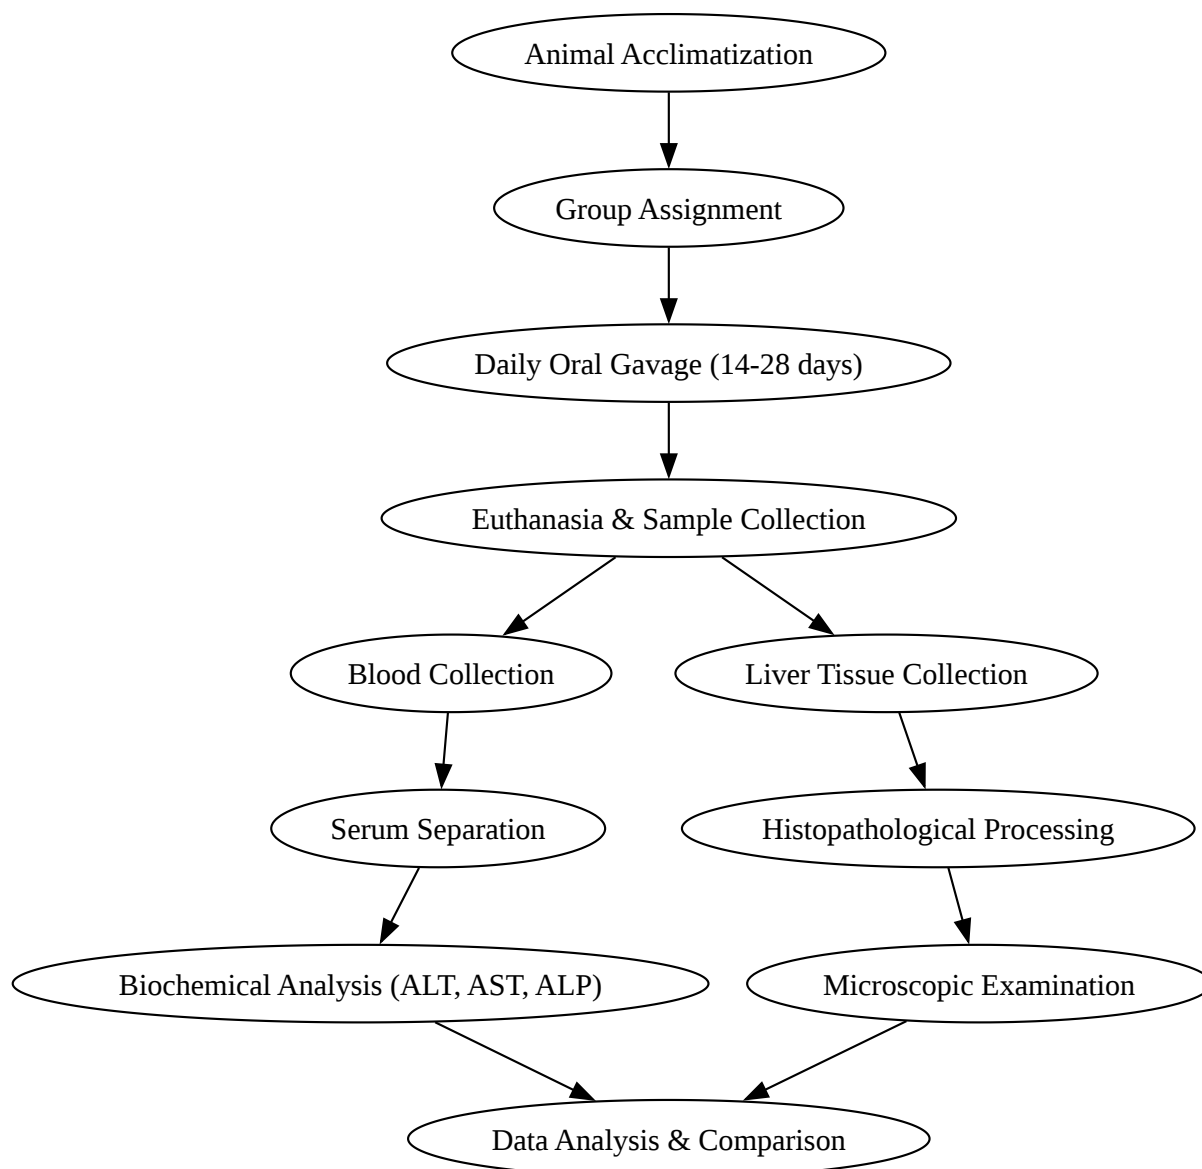 Animal Acclimatization
Group Assignment
Daily Oral Gavage (14-28 days)
Euthanasia & Sample Collection
Blood Collection
Liver Tissue Collection
Serum Separation
Histopathological Processing
Biochemical Analysis (ALT, AST, ALP)
Microscopic Examination
Data Analysis & Comparison